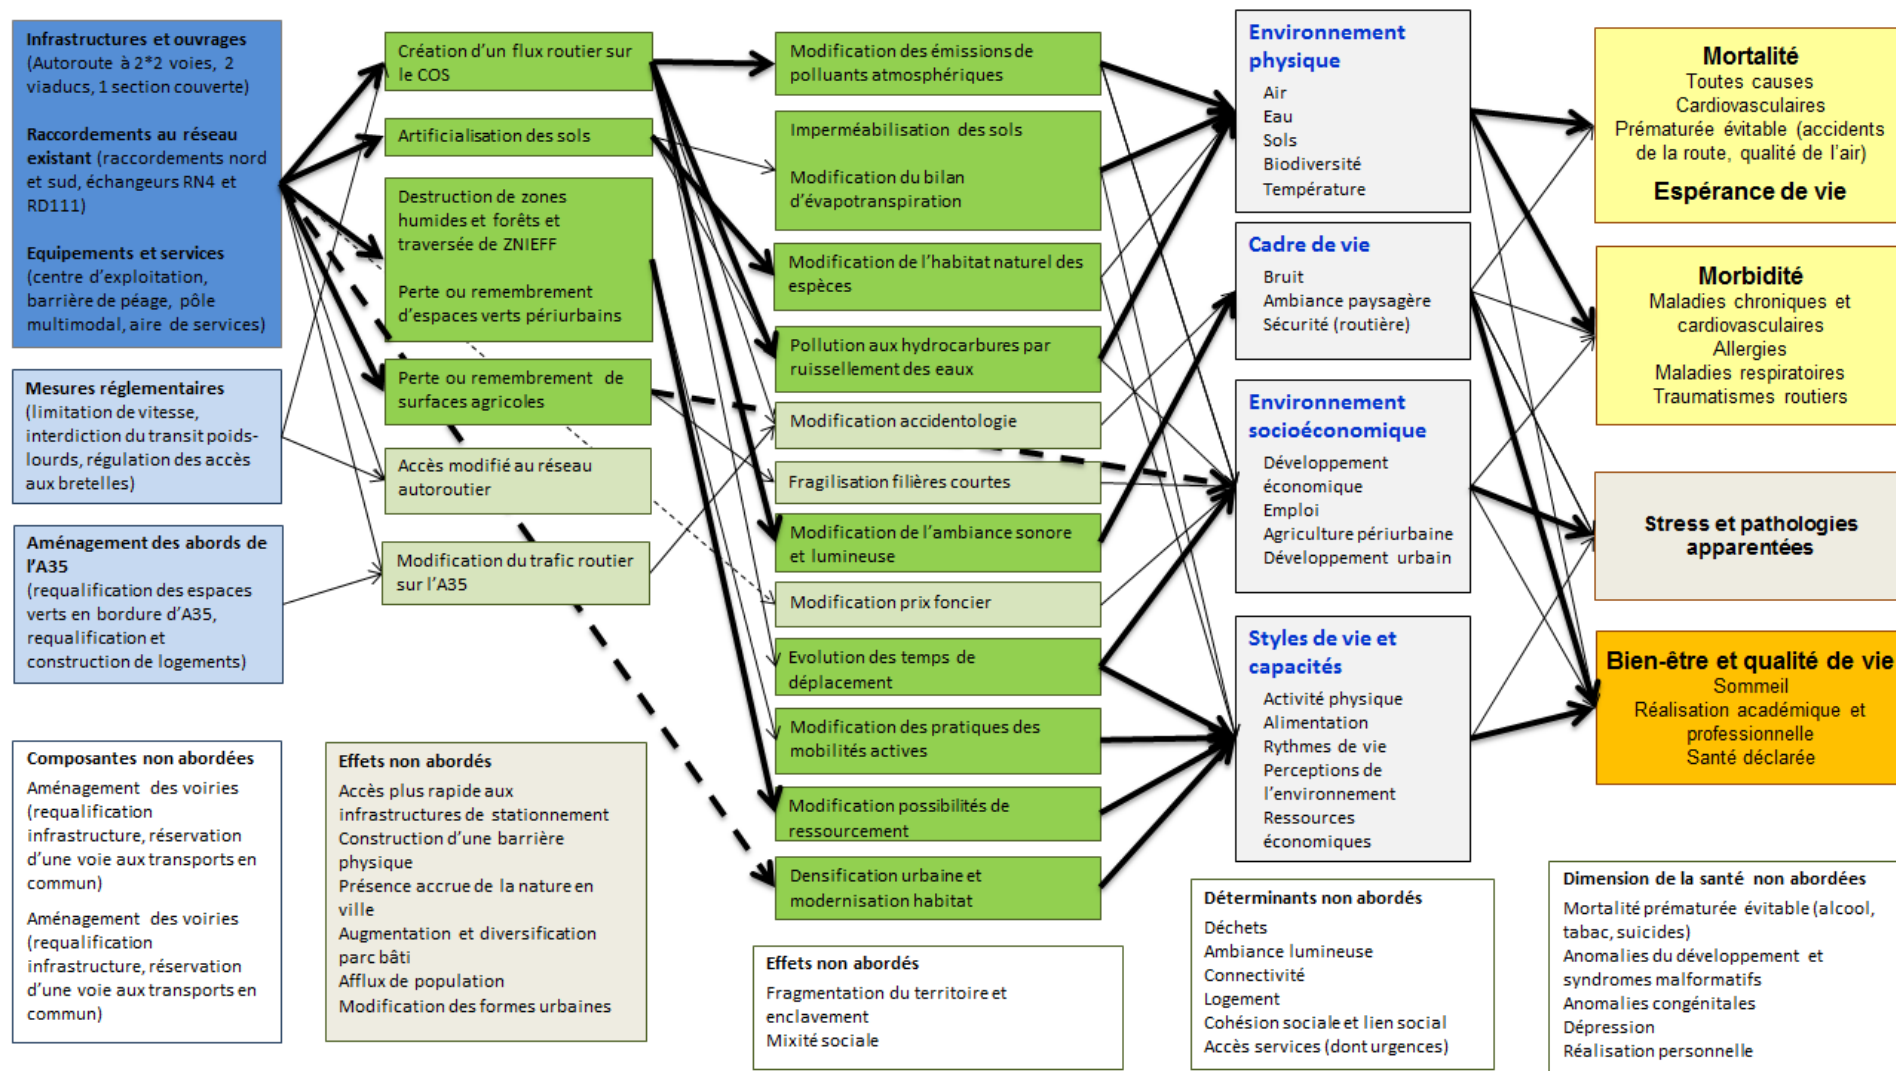 Infrastructures et ouvrages
(Autoroute à 2*2 voies, 2
viaducs, 1 section couverte)
Raccordements au réseau
existant (raccordements nord
et sud, échangeurs RN4 et
RD111)
Equipements et services
(centre d'exploitation,
barrière de péage, pôle
multimodal, aire de services)
Mesures réglementaires
(limitation de vitesse,
interdiction du transit poids-
lourds, régulation des accès
aux bretelles)
Aménagement des abords de
l'A35
(requalification des espaces
verts en bordure d'A35,
requalification et
construction de logements)
Composantes non abordées
Aménagement des voiries
(requalification
infrastructure, réservation
d'une voie aux transports en
commun)
Aménagement des voiries
(requalification
infrastructure, réservation
d'une voie aux transports en
commun)
Création d'un flux routier sur
le COS
Artificialisation des sols
Destruction de zones
humides et forêts et
traversée de ZNIEFF
Perte ou remembrement
d'espaces verts périurbains
Perte ou remembrement de
surfaces agricoles
Accès modifié au réseau
autoroutier
Modification du trafic routier
sur l'A35
Effets non abordés
Accès plus rapide aux
infrastructures de stationnement
Construction d'une barrière
physique
Présence accrue de la nature en
ville
Augmentation et diversification
parc bâti
Afflux de population
Modification des formes urbaines
Modification des émissions de
polluants atmosphériques
Imperméabilisation des sols
Modification du bilan
d'évapotranspiration
Modification de l'habitat naturel des
espèces
Pollution aux hydrocarbures par
ruissellement des eaux
Modification accidentologie
Fragilisation filières courtes
Modification de l'ambiance sonore
et lumineuse
Modification prix foncier
Evolution des temps de
déplacement
Modification des pratiques des
mobilités actives
Modification possibilités de
ressourcement
Densification urbaine et
modernisation habitat
Effets non abordés
Fragmentation du territoire et
enclavement
Mixité sociale
Environnement
physique
Air
Eau
Sols
Biodiversité
Température
Cadre de vie
Bruit
Ambiance paysagère
Sécurité (routière)
Environnement
socioéconomique
Développement
économique
Emploi
Agriculture périurbaine
Développement urbain
Styles de vie et
capacités
Activité physique
Alimentation
Rythmes de vie
Perceptions de
l'environnement
Ressources
économiques
Déterminants non abordés
Déchets
Ambiance lumineuse
Connectivité
Logement
Cohésion sociale et lien social
Accès services (dont urgences)
Mortalité
Toutes causes
Cardiovasculaires
Prématurée évitable (accidents
de la route, qualité de l'air)
Espérance de vie
Morbidité
Maladies chroniques et
cardiovasculaires
Allergies
Maladies respiratoires
Traumatismes routiers
Stress et pathologies
apparentées
Bien-être et qualité de vie
Sommeil
Réalisation académique et
professionnelle
Santé déclarée
Dimension de la santé non abordées
Mortalité prématurée évitable (alcool,
tabac, suicides)
Anomalies du développement et
syndromes malformatifs
Anomalies congénitales
Dépression
Réalisation personnelle